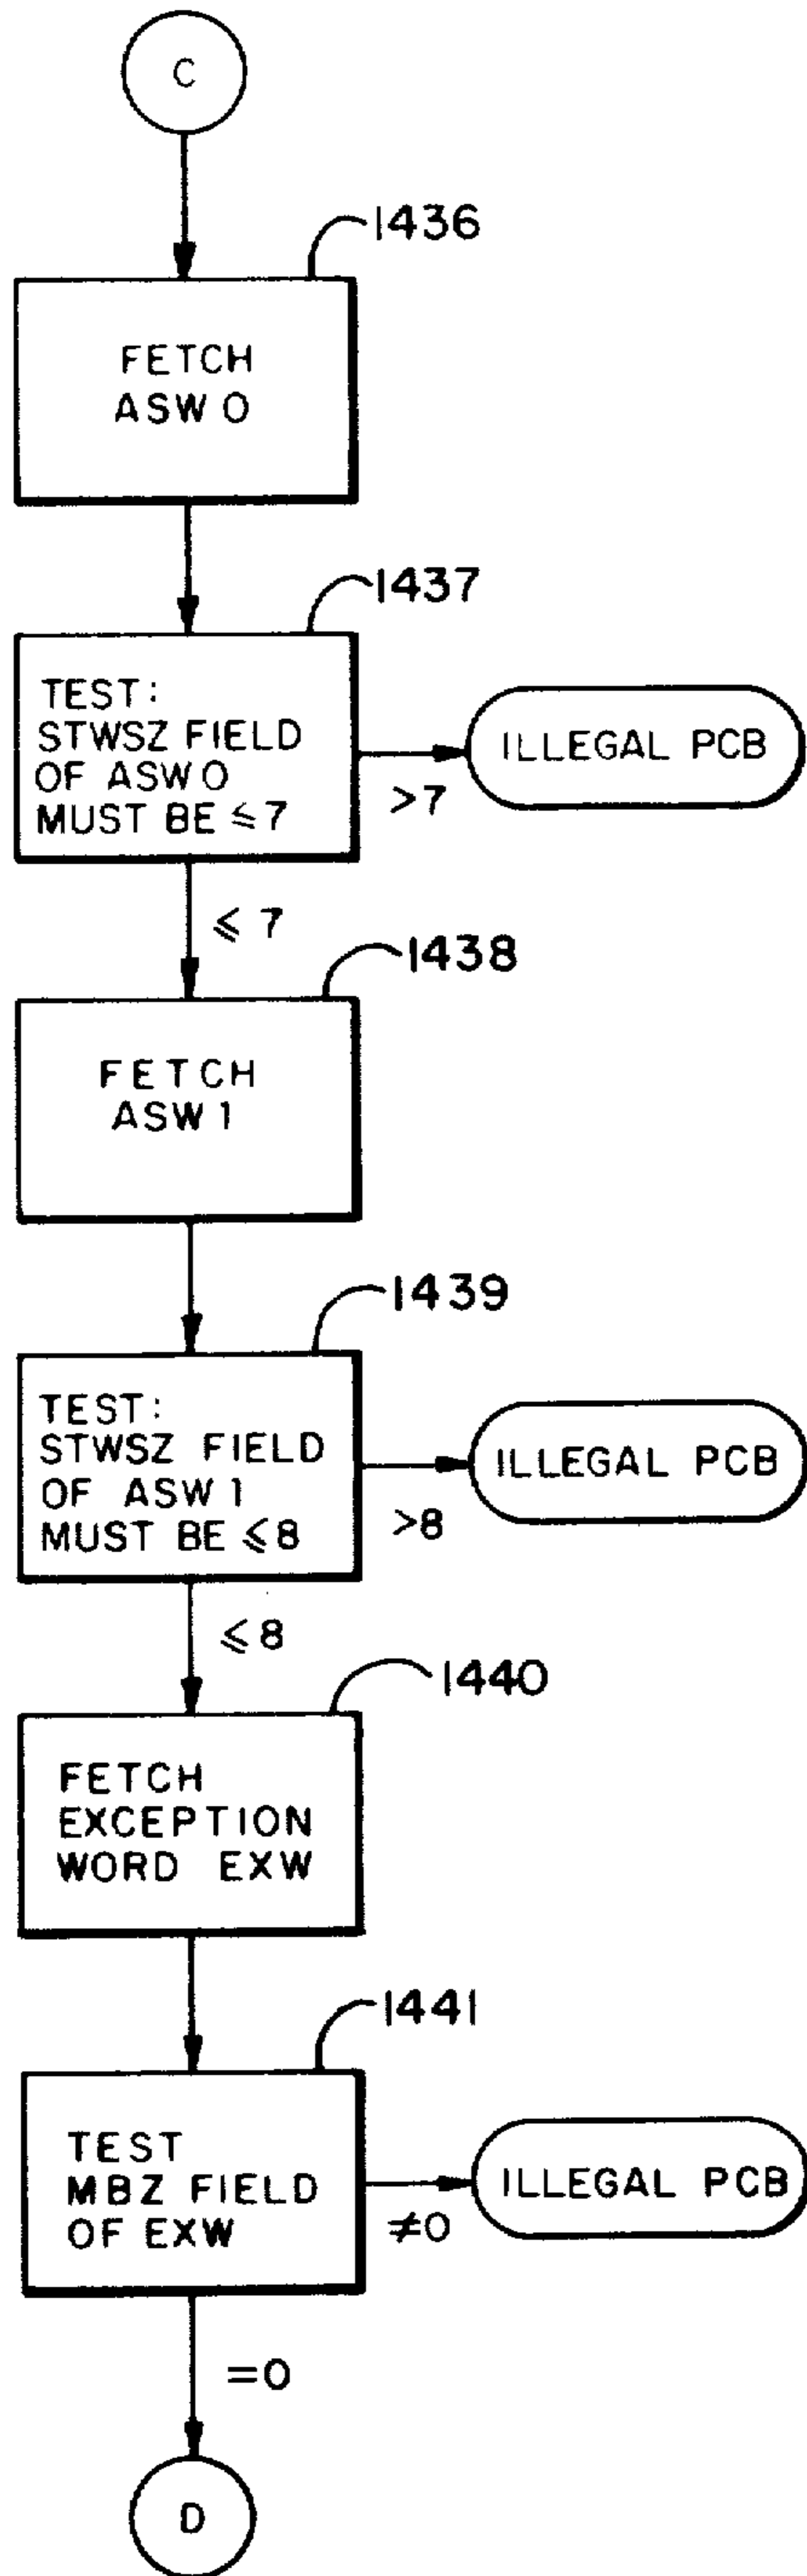 C
1436
FETCH
ASW 0
1437
TEST:
STWSZ FIELD
OF ASW 0
MUST BE ≤ 7
ILLEGAL PCB
>7
≤ 7
1438
FETCH
ASW 1
1439
TEST:
STWSZ FIELD
OF ASW 1
MUST BE ≤ 8
ILLEGAL PCB
>8
≤ 8
1440
FETCH
EXCEPTION
WORD EXW
1441
TEST
MBZ FIELD
OF EXW
ILLEGAL PCB
≠0
=0
D